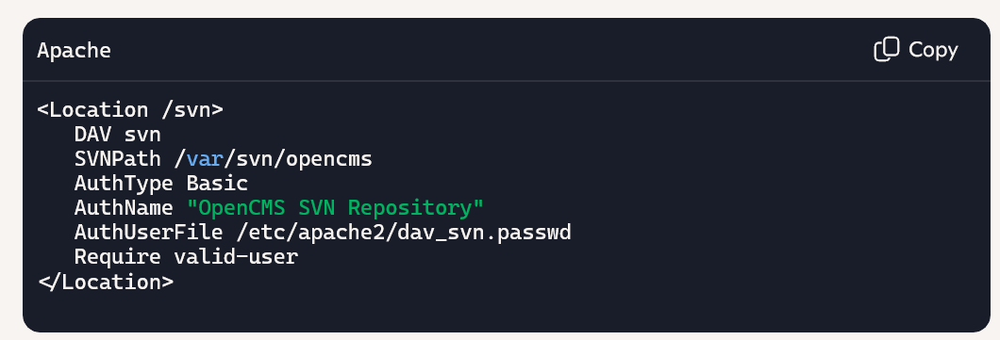 Apache
Copy
<Location /svn>
DAV svn
SVNPath /var/svn/opencms
AuthType Basic
AuthName "OpenCMS SVN Repository"
AuthUserFile /etc/apache2/dav_svn.passwd
Require valid-user
</Location>